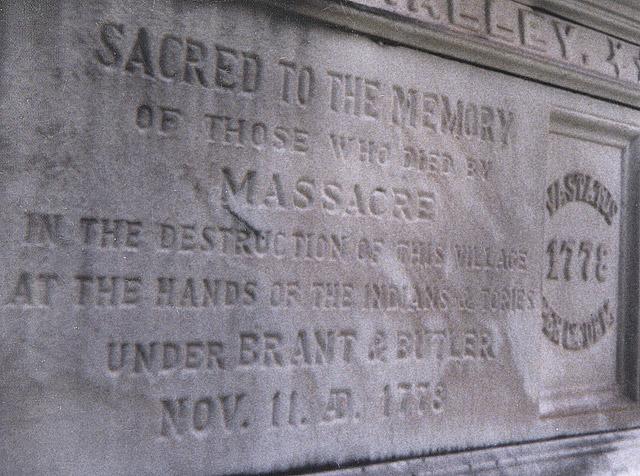 ALLEY. N.Y
SACRED TO THE MEMORY
OF THOSE WHO DIED BY
MASSACRE
IN THE DESTRUCTION OF THIS VILLAGE
AT THE HANDS OF THE INDIANS & TORIES
UNDER BRANT & BUTLER
NOV. 11. AD. 1778
1778